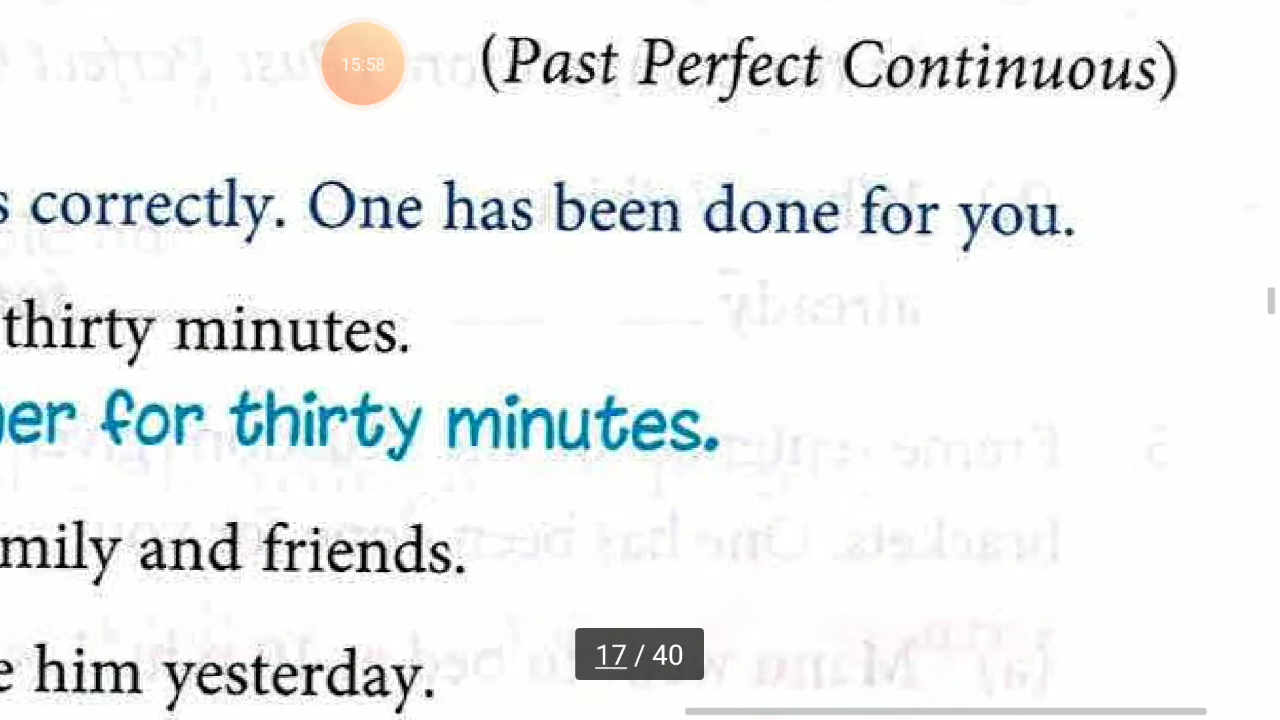 15:58
(Past Perfect Continuous)
s correctly. One has been done for you.
thirty minutes.
er for thirty minutes.
mily and friends.
e him yesterday.
17 / 40